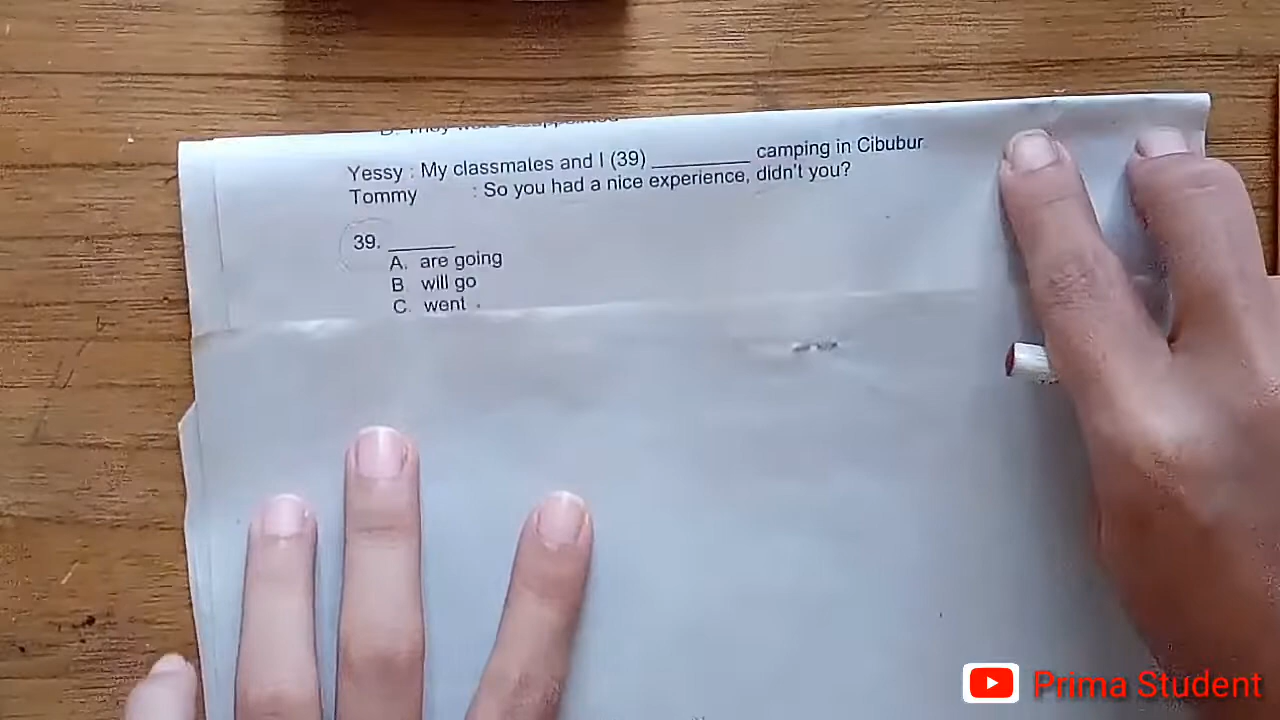 Yessy : My classmales and I (39) __________ camping in Cibubur
Tommy : So you had a nice experience, didn't you?
39. ______
A. are going
B will go
C. went .
Prima Student